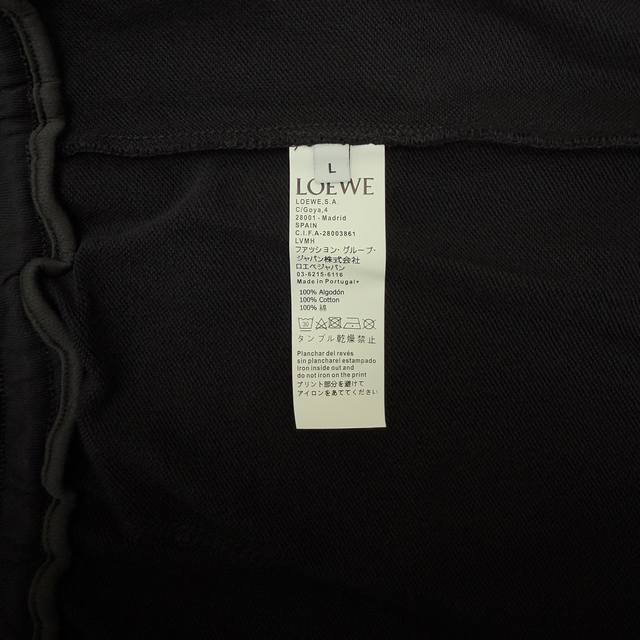 L
LOEWE
LOEWE,S.A.
C/Goya,4
28001 - Madrid
SPAIN
C.I.F.A-28003861
LVMH
ファッション・グループ・
ジャパン株式会社
ロエベジャパン
03-6215-6116
Made in Portugal+
100% Algodón
100% Cotton
100% 綿
30
タンブル乾燥禁止
Planchar del revés
sin plancharel estampado
Iron inside out and
do not iron on the print
プリント部分を避けて
アイロンをあててください